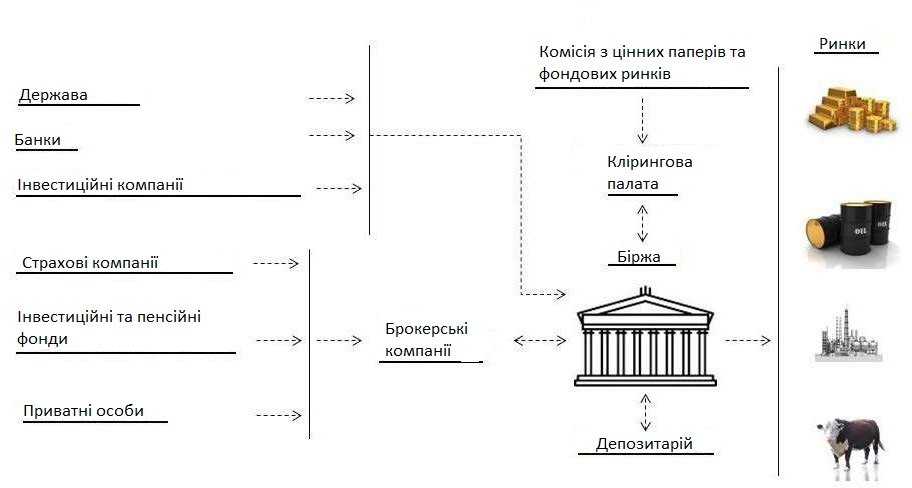 Держава
Банки
Інвестиційні компанії
Страхові компанії
Інвестиційні та пенсійні
фонди
Приватні особи
Брокерські
компанії
Комісія з цінних паперів та
фондових ринків
Клірингова
палата
Біржа
Депозитарій
Ринки
OIL
OIL